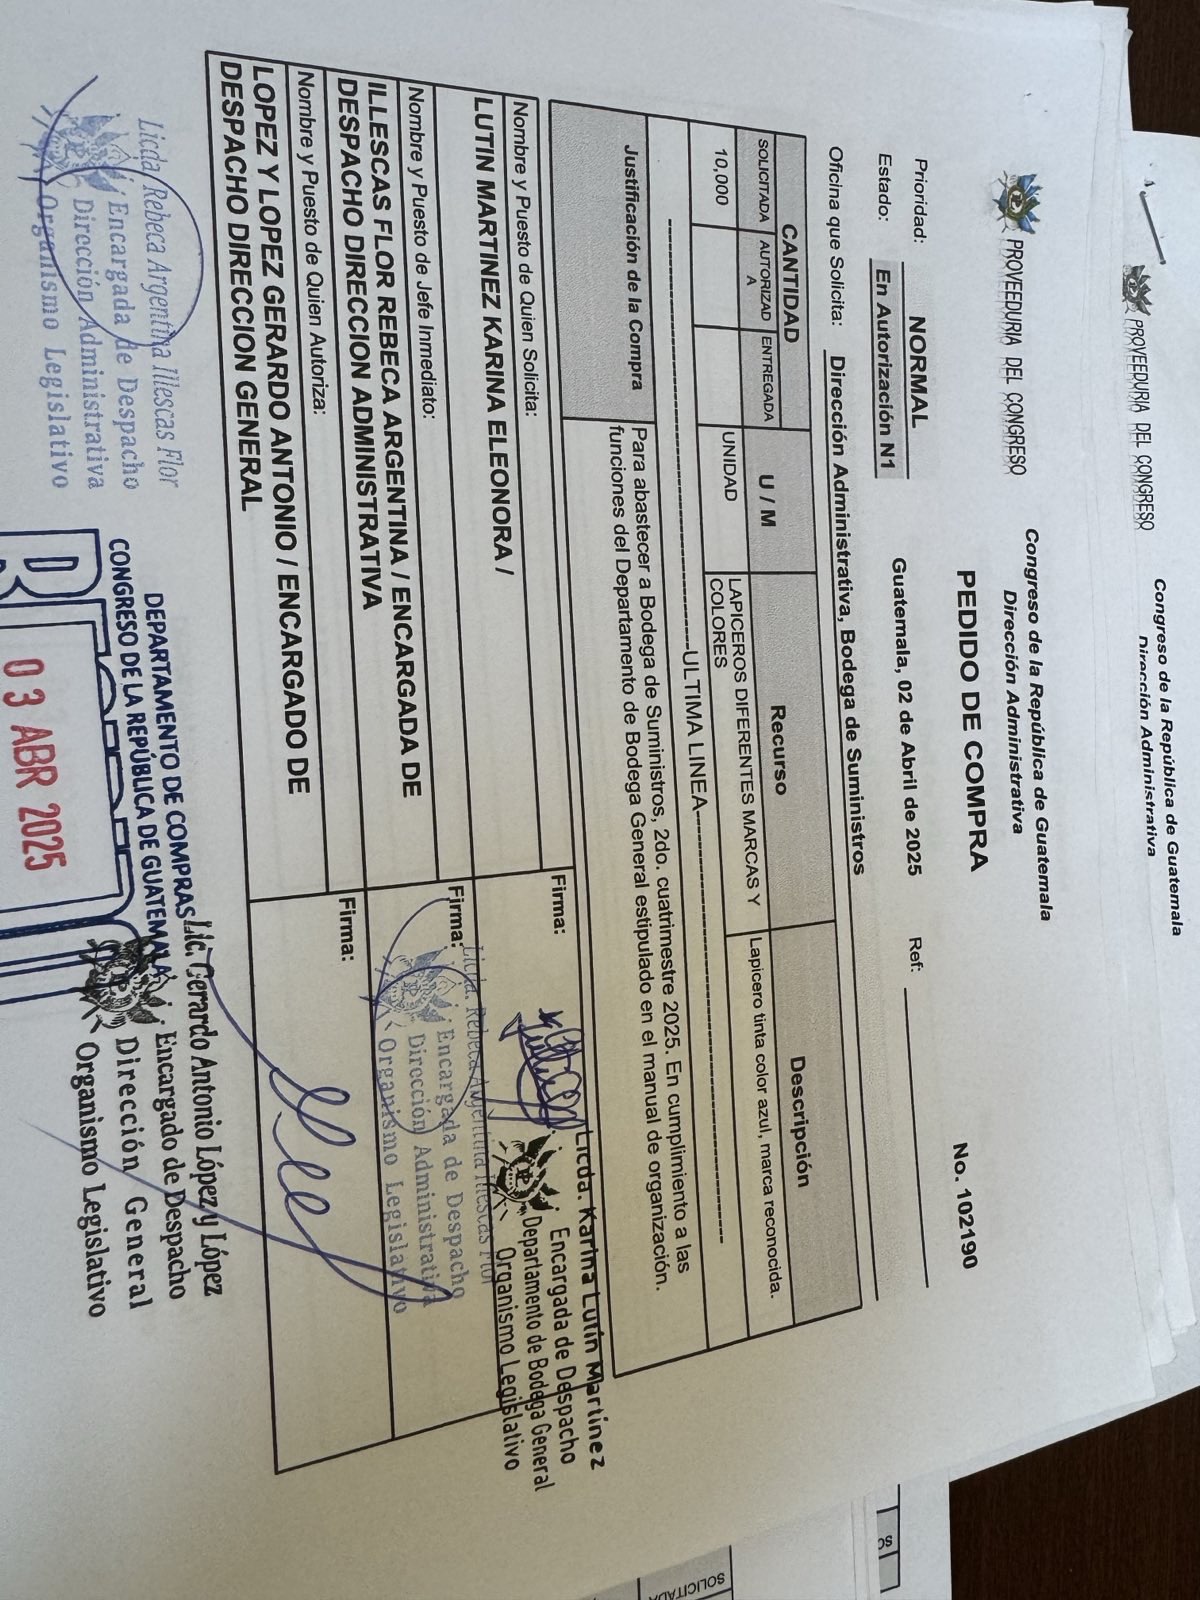 Congreso de la República de Guatemala
Dirección Administrativa
PROVEEDURIA DEL CONGRESO
Congreso de la República de Guatemala
Dirección Administrativa
PROVEEDURIA DEL CONGRESO
PEDIDO DE COMPRA
No. 102190
Prioridad: NORMAL
Estado: En Autorización N1
Guatemala, 02 de Abril de 2025
Ref:
Oficina que Solicita: Dirección Administrativa, Bodega de Suministros
CANTIDAD U / M Recurso Descripción
SOLICITADA AUTORIZAD A ENTREGADA
10,000 UNIDAD LAPICEROS DIFERENTES MARCAS Y Lapicero tinta color azul, marca reconocida.
COLORES
---ULTIMA LINEA---
Justificación de la Compra
Para abastecer a Bodega de Suministros, 2do. cuatrimestre 2025. En cumplimiento a las
funciones del Departamento de Bodega General estipulado en el manual de organización.
Nombre y Puesto de Quien Solicita:
LUTIN MARTINEZ KARINA ELEONORA /
Firma:
Licda. Karina Lutín Martínez
Encargada de Despacho
Departamento de Bodega General
Organismo Legislativo
Nombre y Puesto de Jefe Inmediato:
ILLESCAS FLOR REBECA ARGENTINA / ENCARGADA DE
DESPACHO DIRECCION ADMINISTRATIVA
Firma:
Licda. Rebeca Argentina Illescas Flor
Encargada de Despacho
Dirección Administrativa
Organismo Legislativo
Nombre y Puesto de Quien Autoriza:
LOPEZ Y LOPEZ GERARDO ANTONIO / ENCARGADO DE
DESPACHO DIRECCION GENERAL
Firma:
Lic. Gerardo Antonio López y López
Encargado de Despacho
Dirección General
Organismo Legislativo
Licda Rebeca Argentina Illescas Flor
Encargada de Despacho
Dirección Administrativa
Organismo Legislativo
DEPARTAMENTO DE COMPRAS
CONGRESO DE LA REPÚBLICA DE GUATEMALA
03 ABR 2025
SOLICITADA